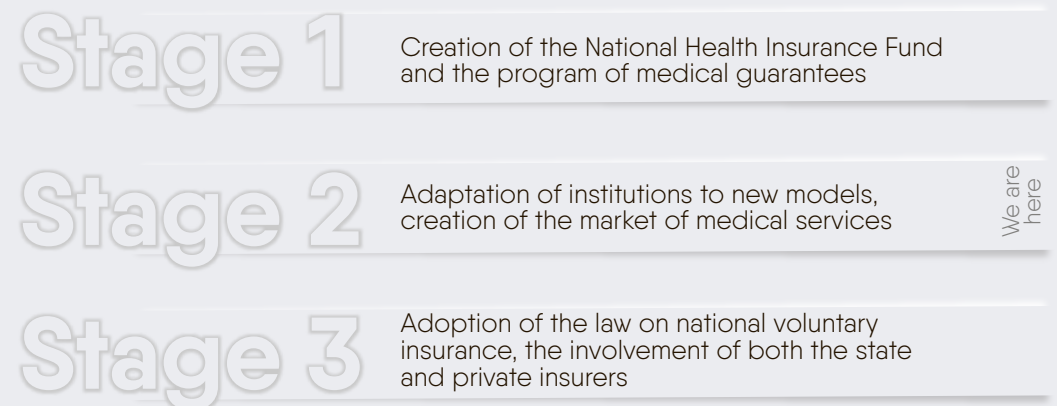 Stage 1
Creation of the National Health Insurance Fund
and the program of medical guarantees
Stage 2
Adaptation of institutions to new models,
creation of the market of medical services
We are
here
Stage 3
Adoption of the law on national voluntary
insurance, the involvement of both the state
and private insurers